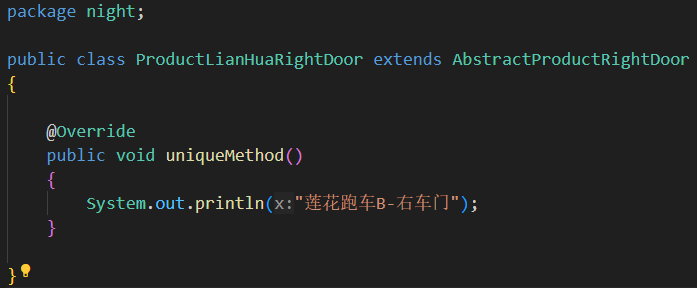 package night;
public class ProductLianHuaRightDoor extends AbstractProductRightDoor
{
@Override
public void uniqueMethod()
{
System.out.println(x:"莲花跑车B-右车门");
}
}